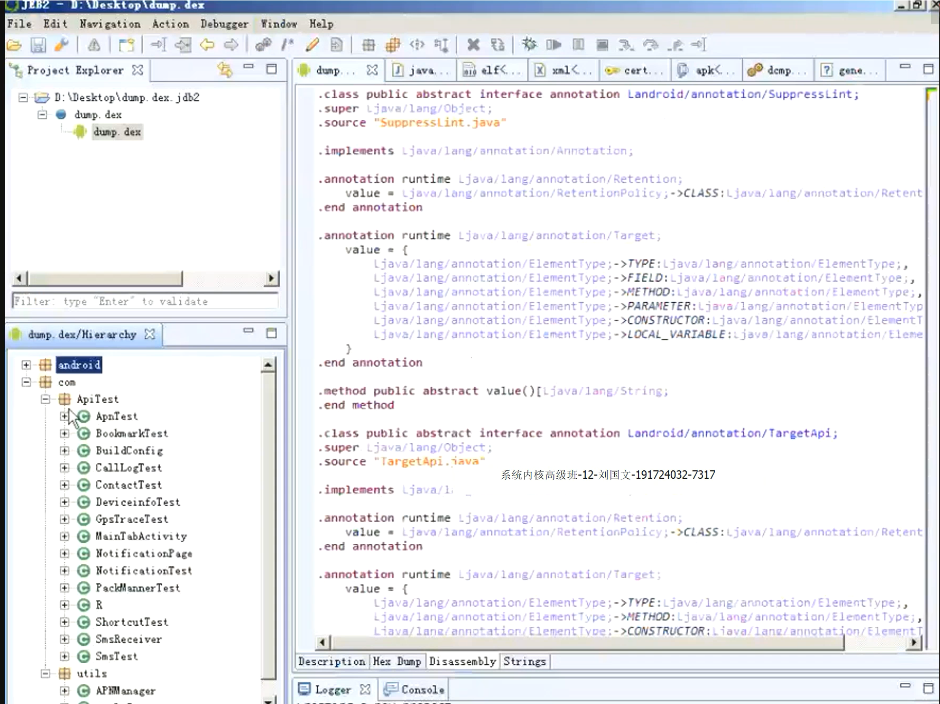 JEB2 - D:\Desktop\dump.dex
File Edit Navigation Action Debugger Window Help
Project Explorer
D:\Desktop\dump.dex.jdb2
dump.dex
dump.dex
Filter: type "Enter" to validate
dump.dex/Hierarchy
android
com
ApiTest
ApnTest
BookmarkTest
BuildConfig
CallLogTest
ContactTest
DeviceinfoTest
GpsTraceTest
MainTabActivity
NotificationPage
NotificationTest
PackMannerTest
R
ShortcutTest
SmsReceiver
SmsTest
utils
APNManager
dump... java... elf<... xml<... cert... apk<... dcmp... gene...
.class public abstract interface annotation Landroid/annotation/SuppressLint;
.super Ljava/lang/Object;
.source "SuppressLint.java"
.implements Ljava/lang/annotation/Annotation;
.annotation runtime Ljava/lang/annotation/Retention;
value = Ljava/lang/annotation/RetentionPolicy;->CLASS:Ljava/lang/annotation/Retent
.end annotation
.annotation runtime Ljava/lang/annotation/Target;
value = {
Ljava/lang/annotation/ElementType;->TYPE:Ljava/lang/annotation/ElementType;,
Ljava/lang/annotation/ElementType;->FIELD:Ljava/lang/annotation/ElementType;,
Ljava/lang/annotation/ElementType;->METHOD:Ljava/lang/annotation/ElementType;,
Ljava/lang/annotation/ElementType;->PARAMETER:Ljava/lang/annotation/ElementTyp
Ljava/lang/annotation/ElementType;->CONSTRUCTOR:Ljava/lang/annotation/ElementT
Ljava/lang/annotation/ElementType;->LOCAL_VARIABLE:Ljava/lang/annotation/Eleme
}
.end annotation
.method public abstract value()[Ljava/lang/String;
.end method
.class public abstract interface annotation Landroid/annotation/TargetApi;
.super Ljava/lang/Object;
.source "TargetApi.java"
系统内核高级班-12-刘国文-191724032-7317
.implements Ljava/l
.annotation runtime Ljava/lang/annotation/Retention;
value = Ljava/lang/annotation/RetentionPolicy;->CLASS:Ljava/lang/annotation/Retent
.end annotation
.annotation runtime Ljava/lang/annotation/Target;
value = {
Ljava/lang/annotation/ElementType;->TYPE:Ljava/lang/annotation/ElementType;,
Ljava/lang/annotation/ElementType;->FIELD:Ljava/lang/annotation/ElementType;,
Ljava/lang/annotation/ElementType;->METHOD:Ljava/lang/annotation/ElementType;,
Ljava/lang/annotation/ElementType;->CONSTRUCTOR:Ljava/lang/annotation/ElementT
Description Hex Dump Disassembly Strings
Logger Console